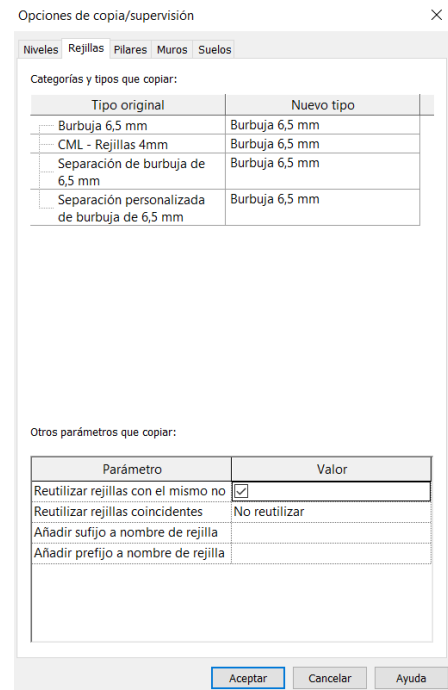 Opciones de copia/supervisión
Niveles Rejillas Pilares Muros Suelos
Categorías y tipos que copiar:
Tipo original Nuevo tipo
Burbuja 6,5 mm Burbuja 6,5 mm
CML - Rejillas 4mm Burbuja 6,5 mm
Separación de burbuja de Burbuja 6,5 mm
6,5 mm
Separación personalizada Burbuja 6,5 mm
de burbuja de 6,5 mm
Otros parámetros que copiar:
Parámetro Valor
Reutilizar rejillas con el mismo no
Reutilizar rejillas coincidentes No reutilizar
Añadir sufijo a nombre de rejilla
Añadir prefijo a nombre de rejilla
Aceptar Cancelar Ayuda